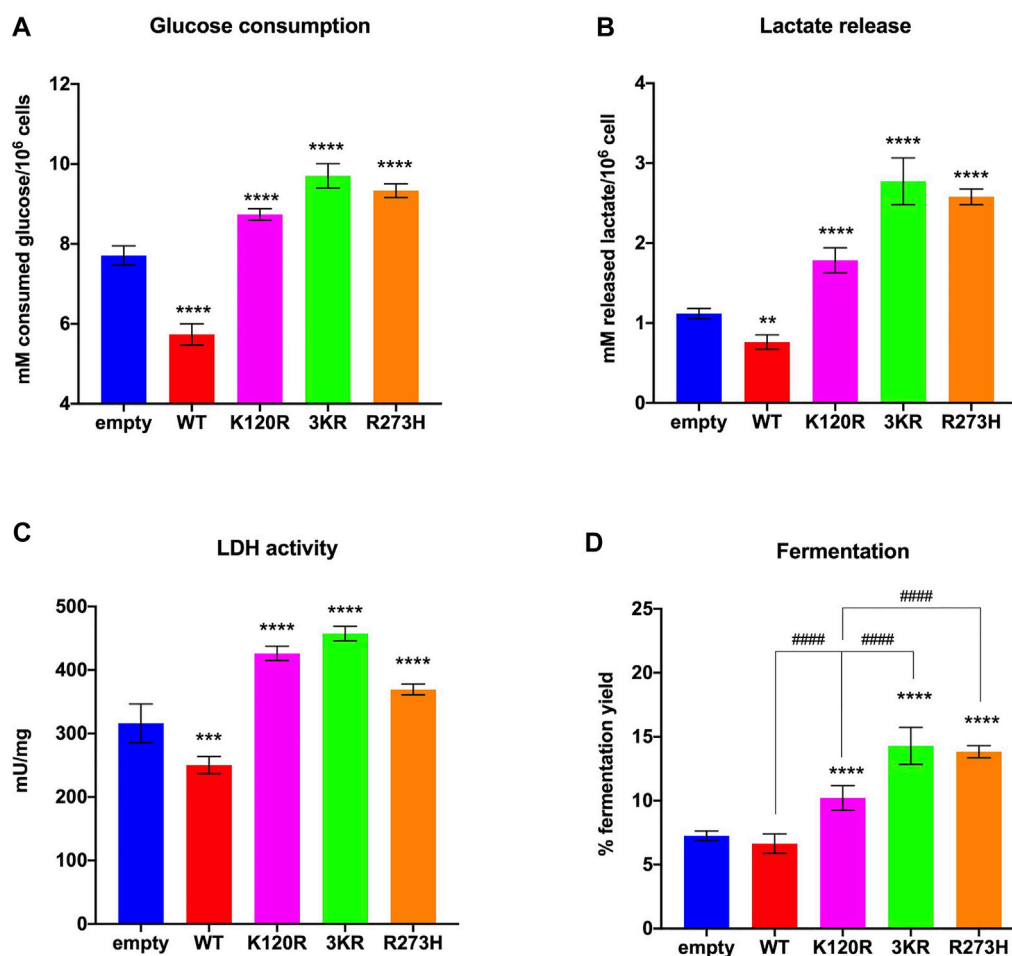 A
Glucose consumption
mM consumed glucose/10⁶ cells
12
10
8
6
4
****
****
****
****
empty WT K120R 3KR R273H
B
Lactate release
mM released lactate/10⁶ cell
4
3
2
1
0
**
****
****
****
empty WT K120R 3KR R273H
C
LDH activity
mU/mg
500
400
300
200
100
0
***
****
****
****
empty WT K120R 3KR R273H
D
Fermentation
% fermentation yield
25
20
15
10
5
0
####
#### ####
****
****
****
empty WT K120R 3KR R273H